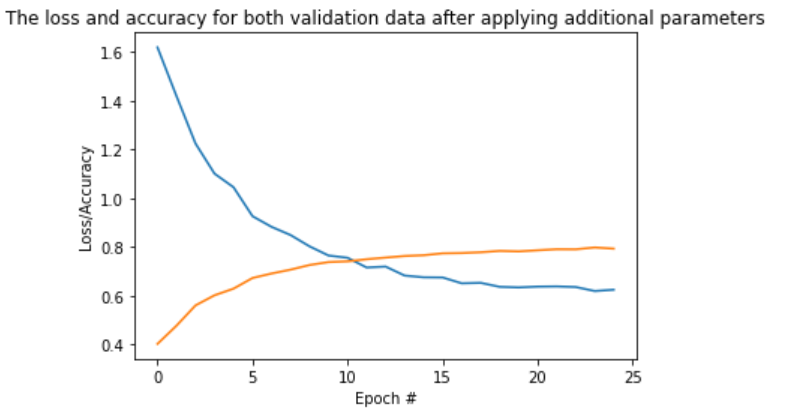 The loss and accuracy for both validation data after applying additional parameters
1.6
1.4
1.2
1.0
0.8
0.6
0.4
Loss/Accuracy
0 5 10 15 20 25
Epoch #